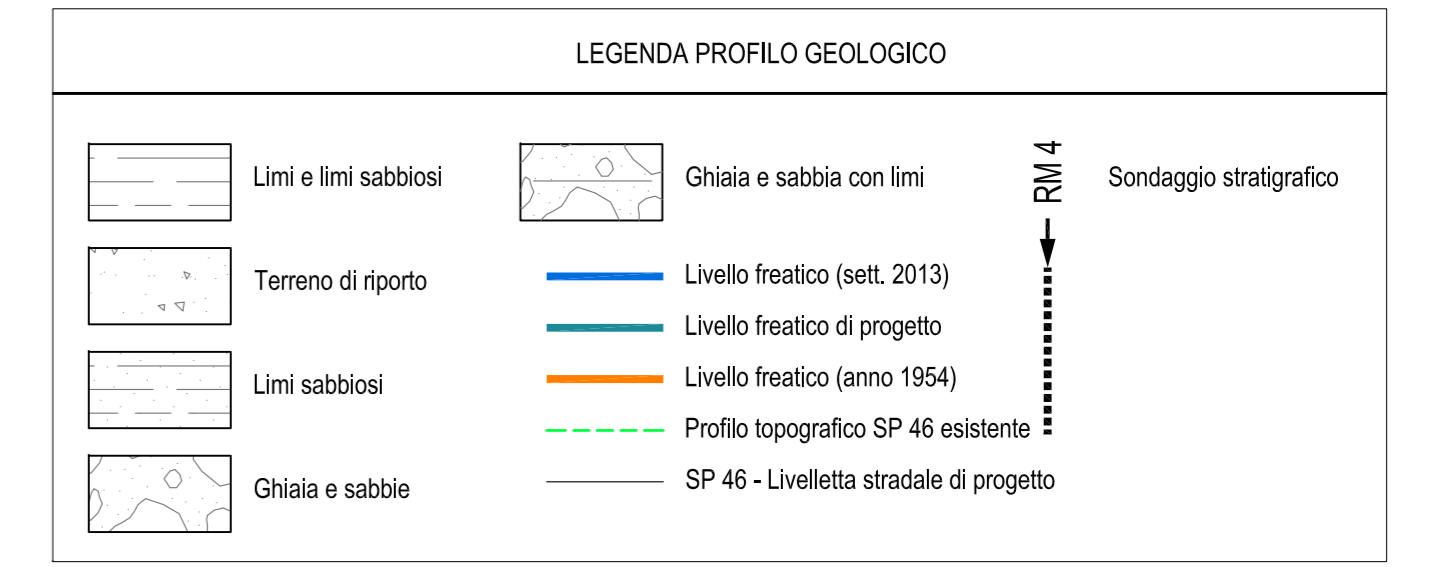 LEGENDA PROFILO GEOLOGICO
Limi e limi sabbiosi
Terreno di riporto
Limi sabbiosi
Ghiaia e sabbie
Ghiaia e sabbia con limi
Livello freatico (sett. 2013)
Livello freatico di progetto
Livello freatico (anno 1954)
Profilo topografico SP 46 esistente
SP 46 - Livelletta stradale di progetto
RM 4
Sondaggio stratigrafico